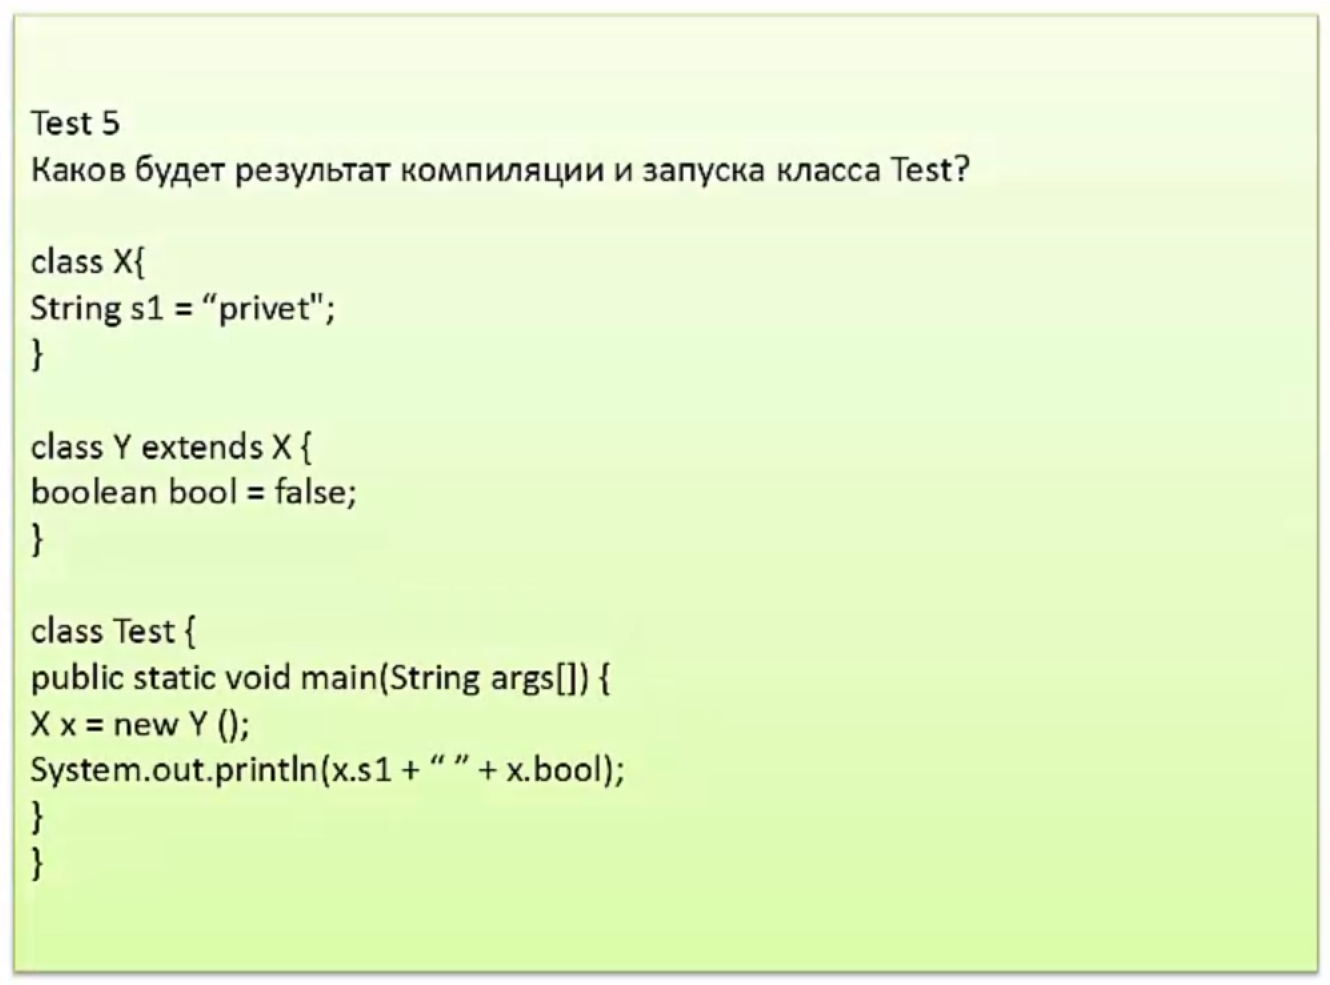 Test 5
Каков будет результат компиляции и запуска класса Test?
class X{
String s1 = “privet";
}
class Y extends X {
boolean bool = false;
}
class Test {
public static void main(String args[]) {
X x = new Y ();
System.out.println(x.s1 + “ ” + x.bool);
}
}